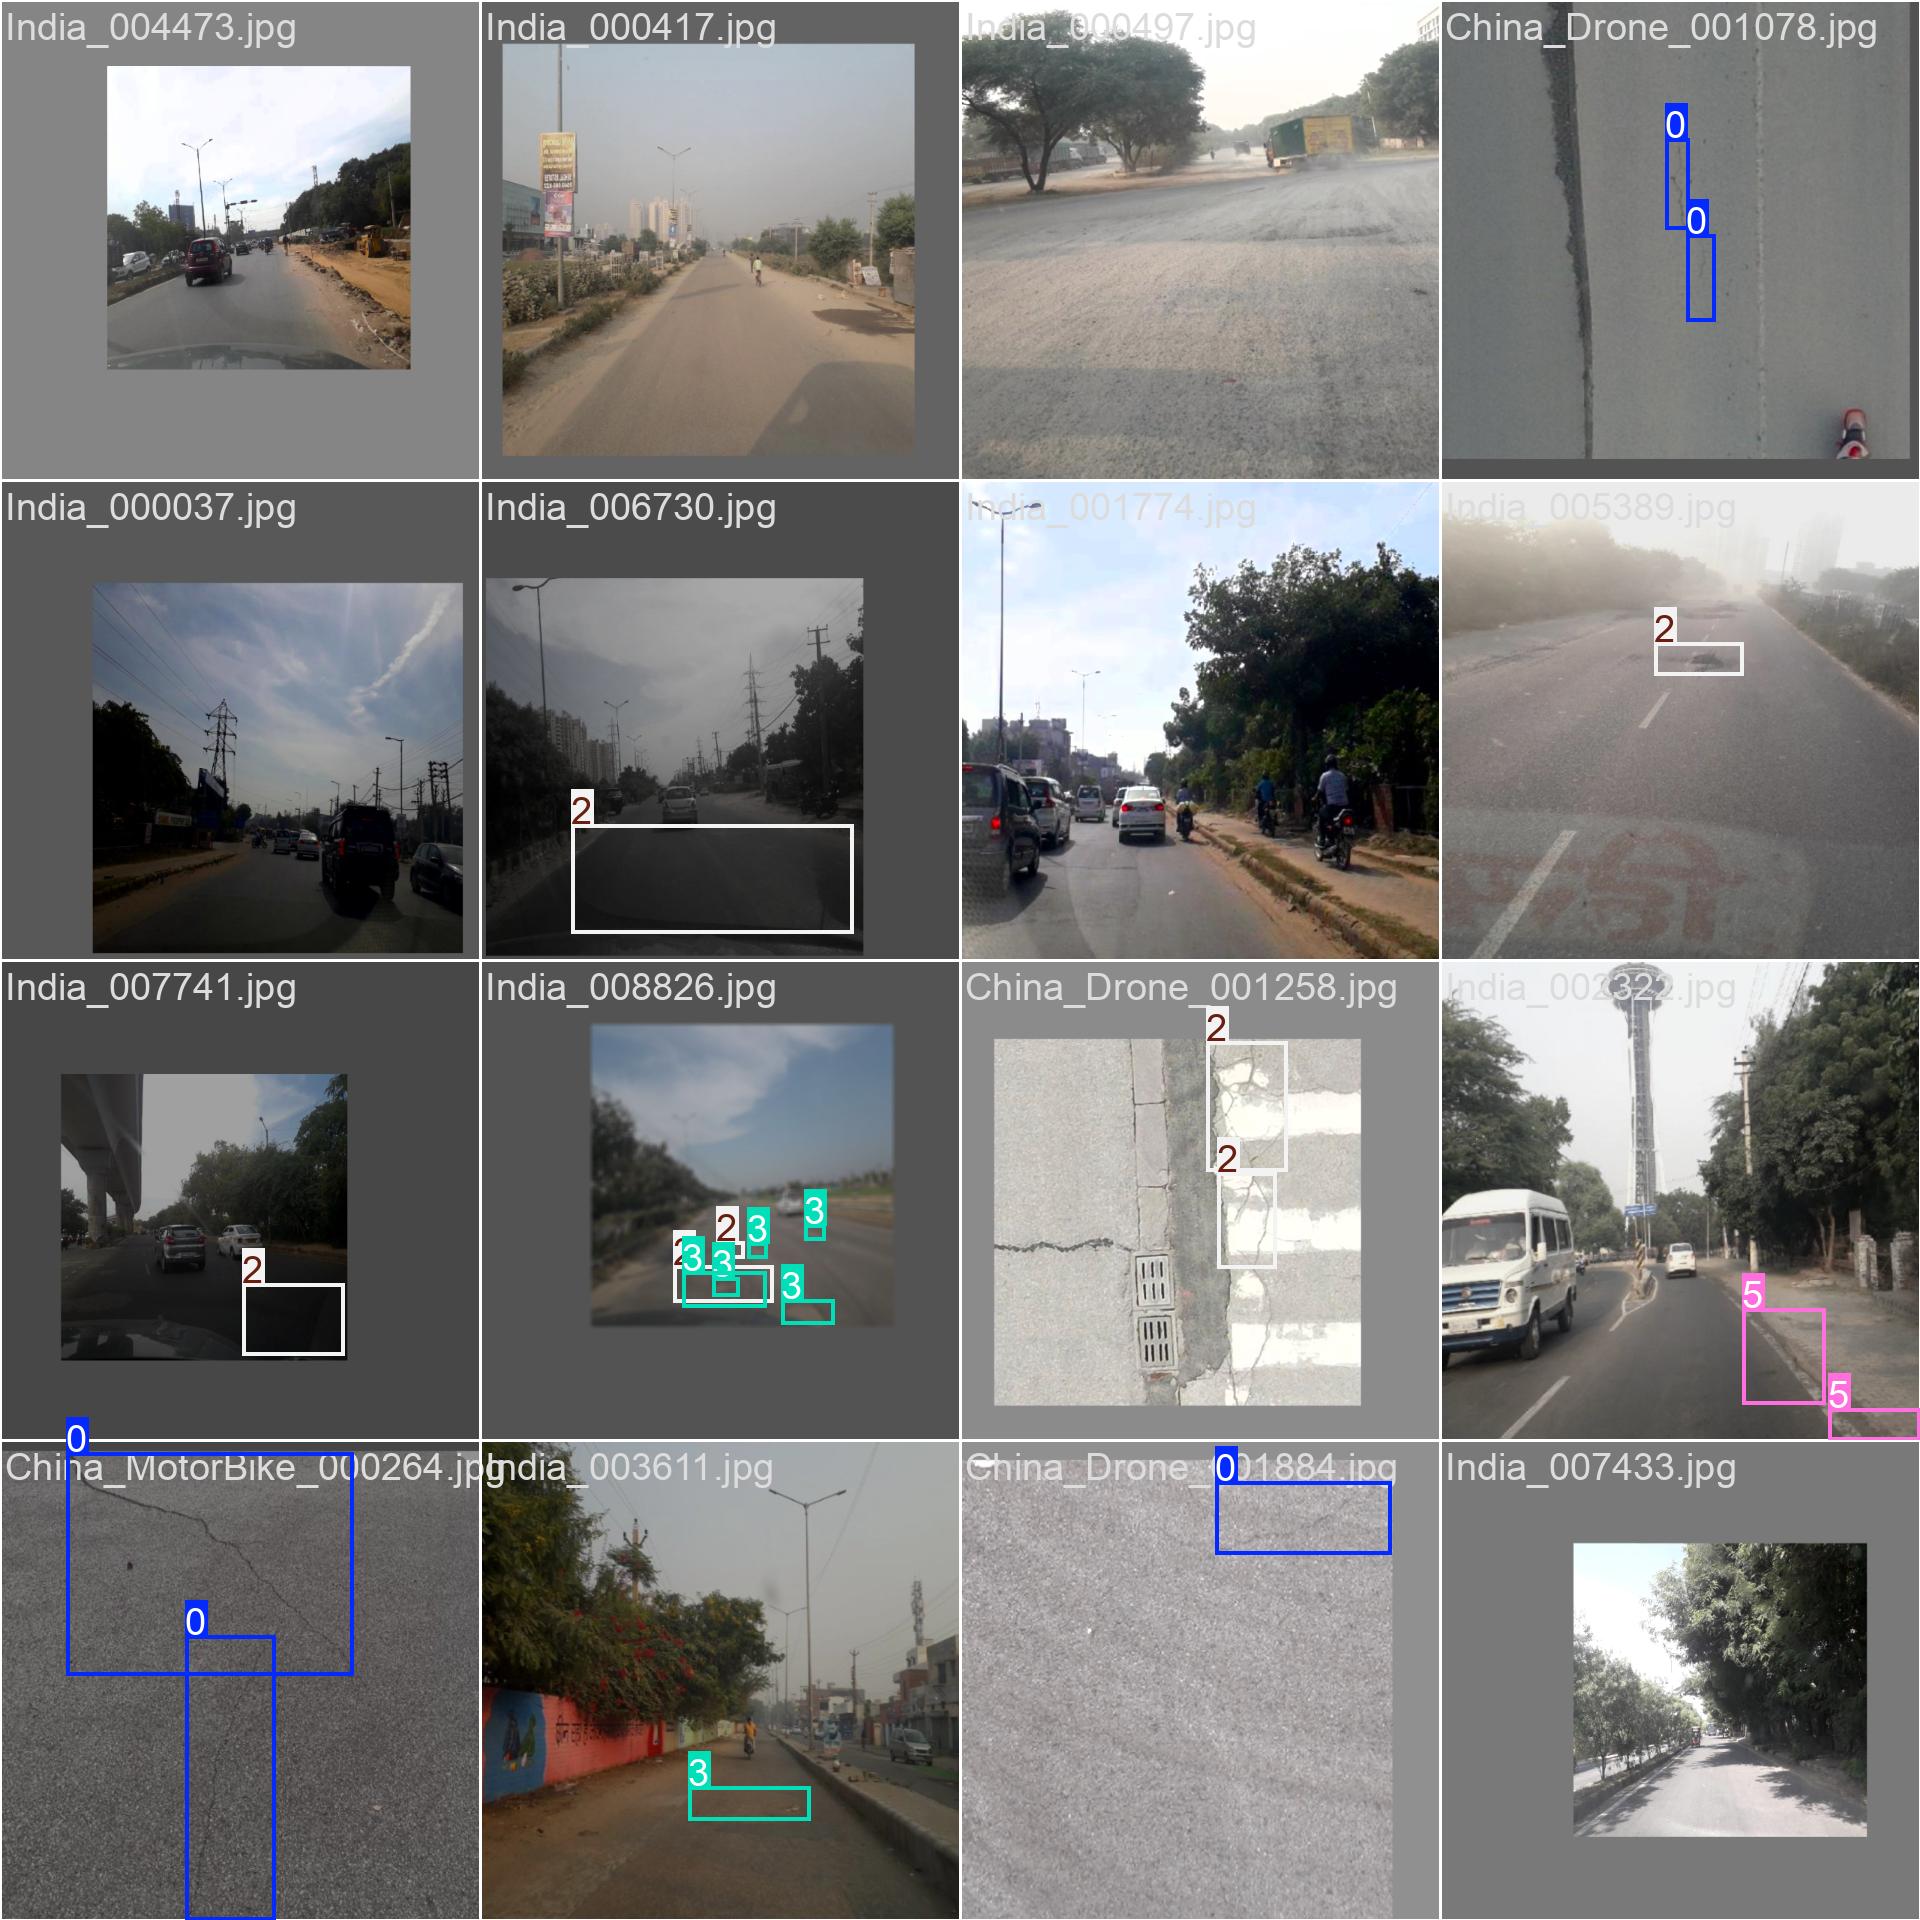 India_004473.jpg
India_000417.jpg
India_000497.jpg
China_Drone_001078.jpg
0
0
India_000037.jpg
India_006730.jpg
India_001774.jpg
India_005389.jpg
2
2
India_007741.jpg
India_008826.jpg
China_Drone_001258.jpg
India_002322.jpg
2
2
2
2
2
3
3
3
3
3
5
5
China_MotorBike_000264.jpg
India_003611.jpg
China_Drone_001884.jpg
India_007433.jpg
0
0
0
3